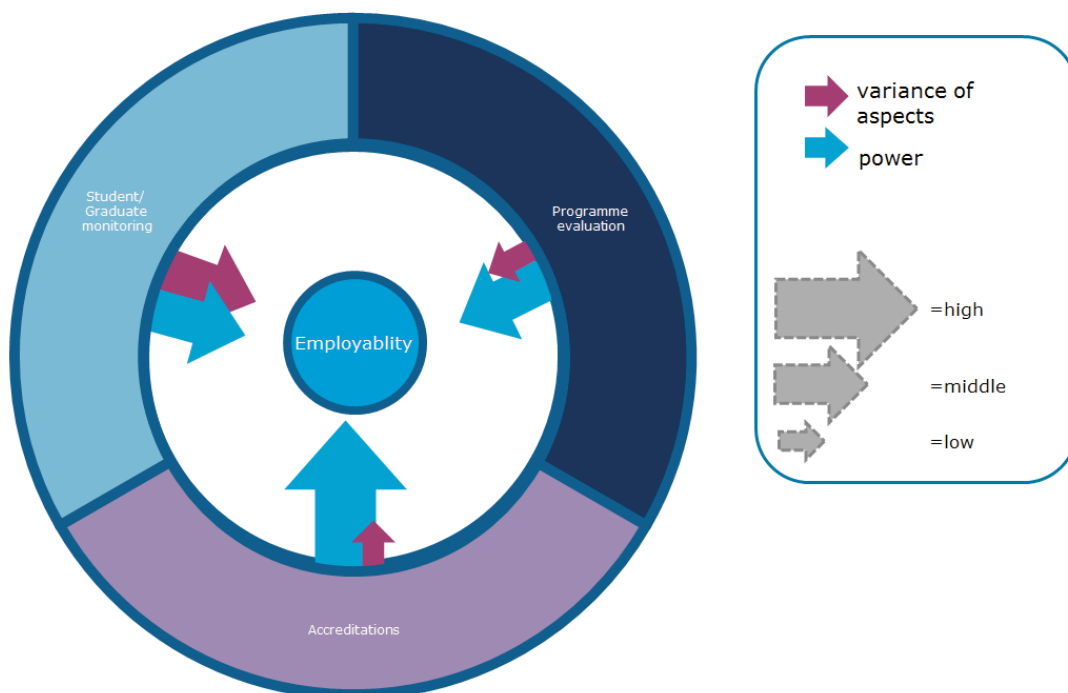 Student/
Graduate
monitoring
Programme
evaluation
Employablity
Accreditations
variance of
aspects
power
=high
=middle
=low